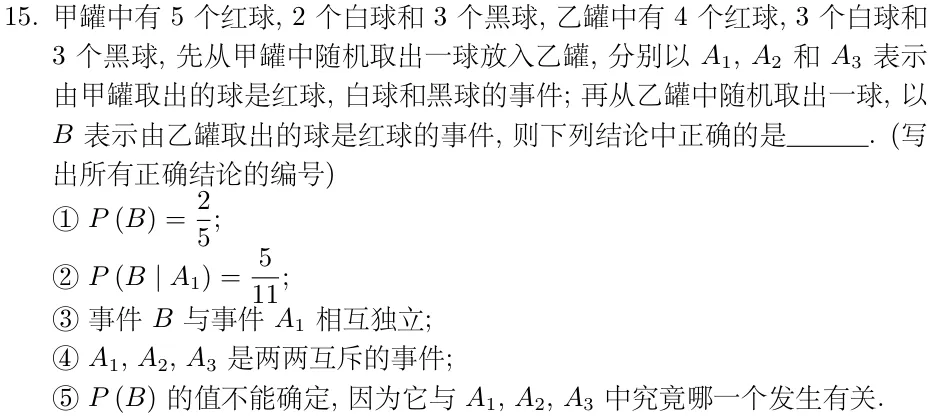 15. 甲罐中有 5 个红球, 2 个白球和 3 个黑球, 乙罐中有 4 个红球, 3 个白球和
3 个黑球, 先从甲罐中随机取出一球放入乙罐, 分别以 A₁, A₂ 和 A₃ 表示
由甲罐取出的球是红球, 白球和黑球的事件; 再从乙罐中随机取出一球, 以
B 表示由乙罐取出的球是红球的事件, 则下列结论中正确的是______. (写
出所有正确结论的编号)
① P (B) = 2/5;
② P (B | A₁) = 5/11;
③ 事件 B 与事件 A₁ 相互独立;
④ A₁, A₂, A₃ 是两两互斥的事件;
⑤ P (B) 的值不能确定, 因为它与 A₁, A₂, A₃ 中究竟哪一个发生有关.